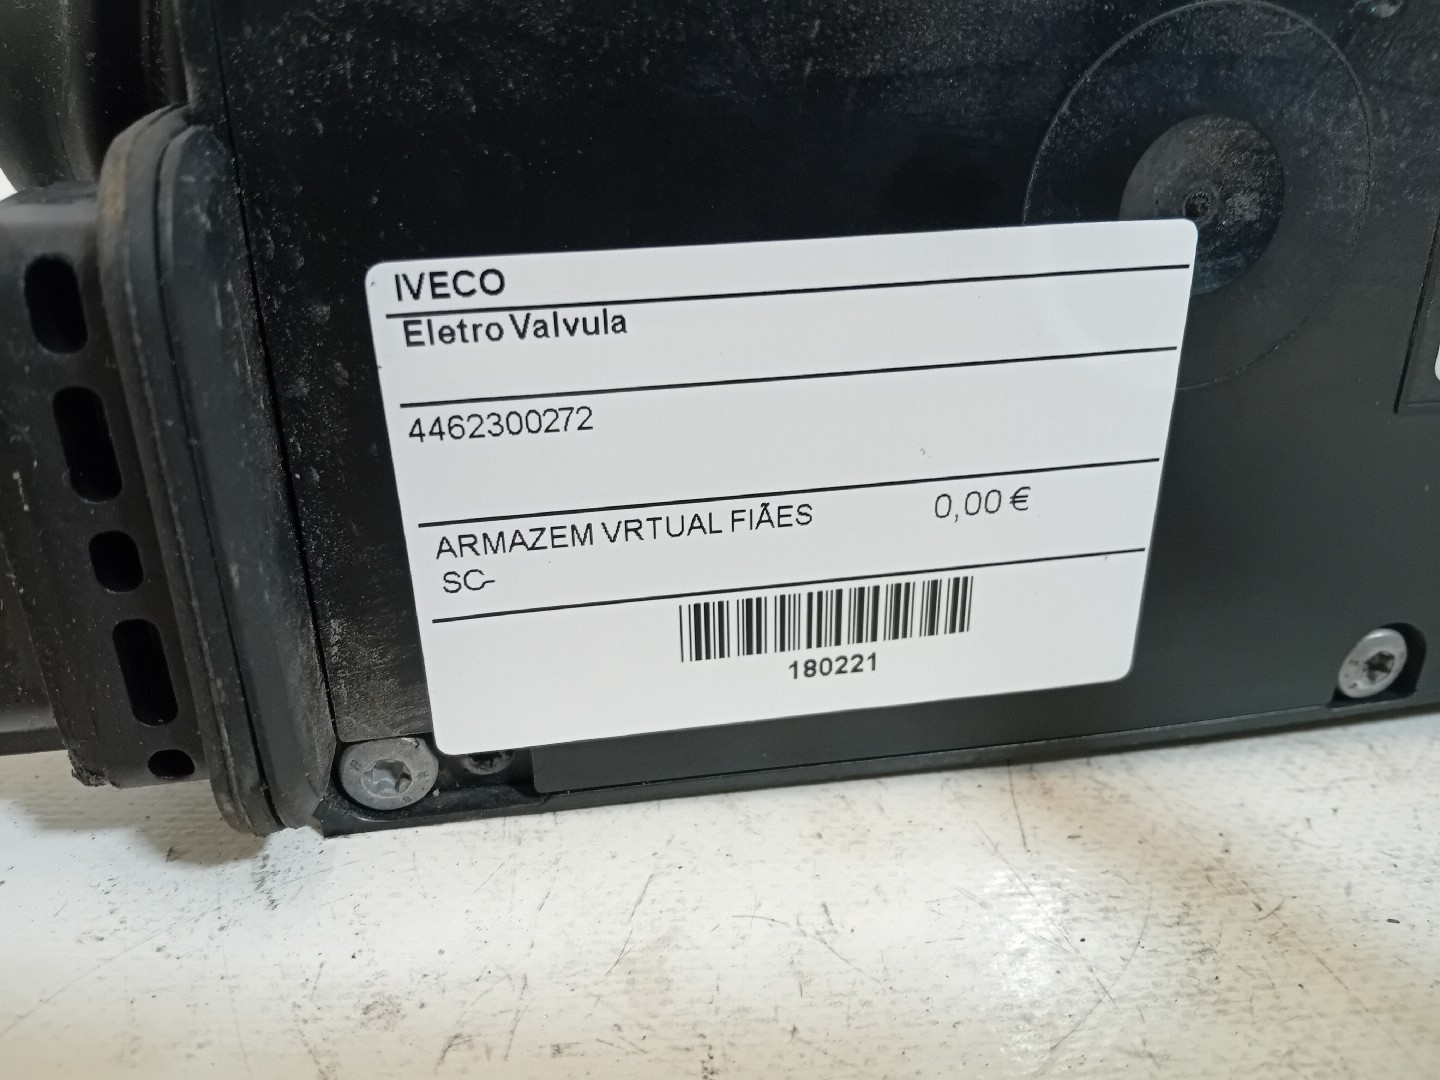 IVECO
Eletro Valvula
4462300272
ARMAZEM VRTUAL FIÃES 0,00 €
SC-
180221